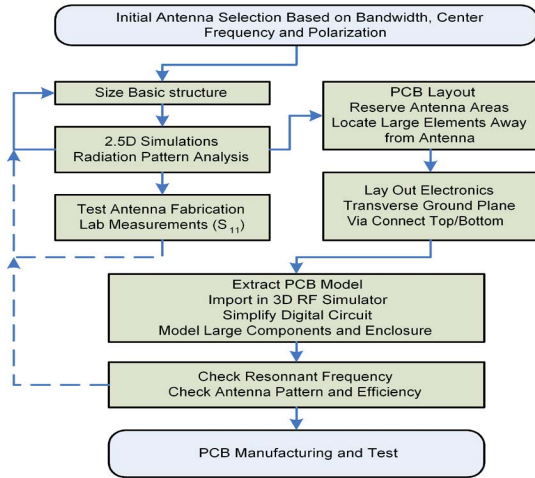 Initial Antenna Selection Based on Bandwidth, Center
Frequency and Polarization
Size Basic structure
2.5D Simulations
Radiation Pattern Analysis
Test Antenna Fabrication
Lab Measurements (S₁₁)
PCB Layout
Reserve Antenna Areas
Locate Large Elements Away
from Antenna
Lay Out Electronics
Transverse Ground Plane
Via Connect Top/Bottom
Extract PCB Model
Import in 3D RF Simulator
Simplify Digital Circuit
Model Large Components and Enclosure
Check Resonnant Frequency
Check Antenna Pattern and Efficiency
PCB Manufacturing and Test